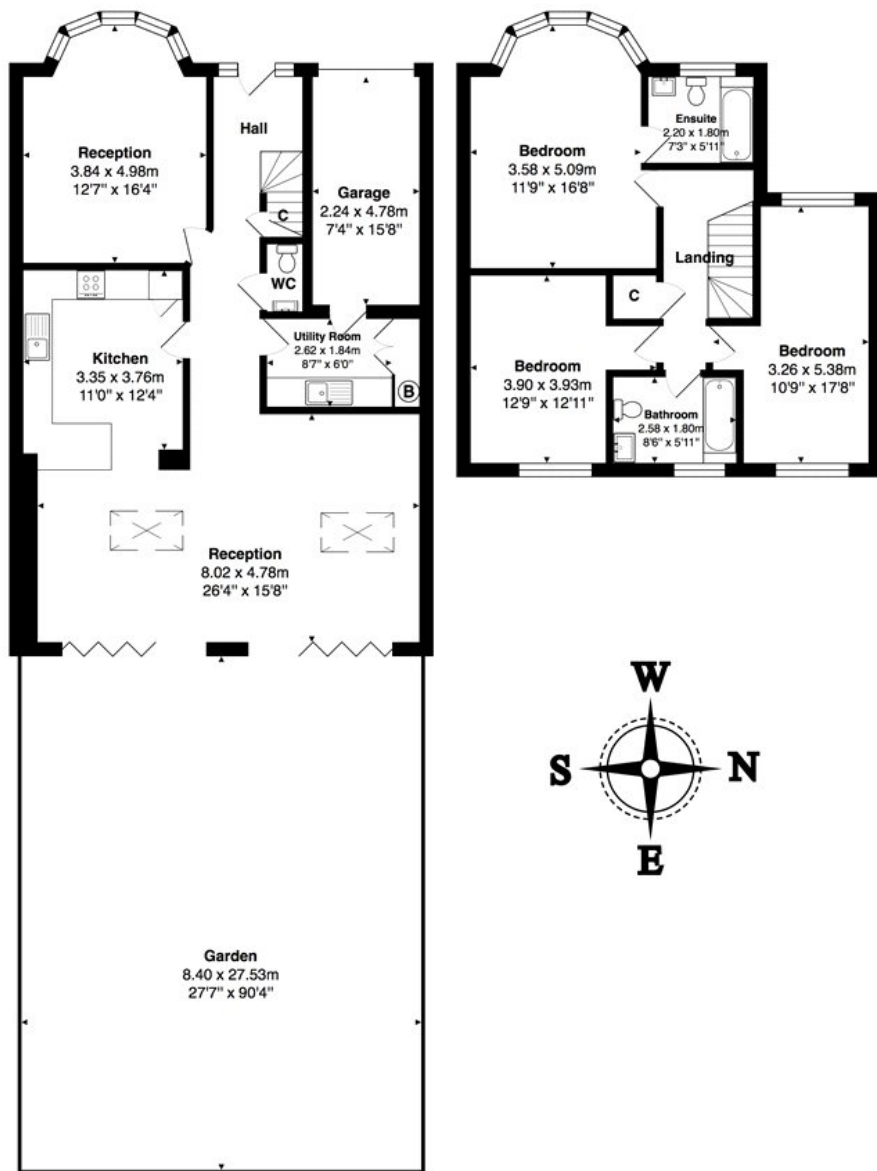 Reception
3.84 x 4.98m
12'7" x 16'4"
Hall
Garage
2.24 x 4.78m
7'4" x 15'8"
C
WC
Kitchen
3.35 x 3.76m
11'0" x 12'4"
Utility Room
2.62 x 1.84m
8'7" x 6'0"
B
Reception
8.02 x 4.78m
26'4" x 15'8"
Garden
8.40 x 27.53m
27'7" x 90'4"
Bedroom
3.58 x 5.09m
11'9" x 16'8"
Ensuite
2.20 x 1.80m
7'3" x 5'11"
Landing
C
Bedroom
3.90 x 3.93m
12'9" x 12'11"
Bathroom
2.58 x 1.80m
8'6" x 5'11"
Bedroom
3.26 x 5.38m
10'9" x 17'8"
W
S N
E